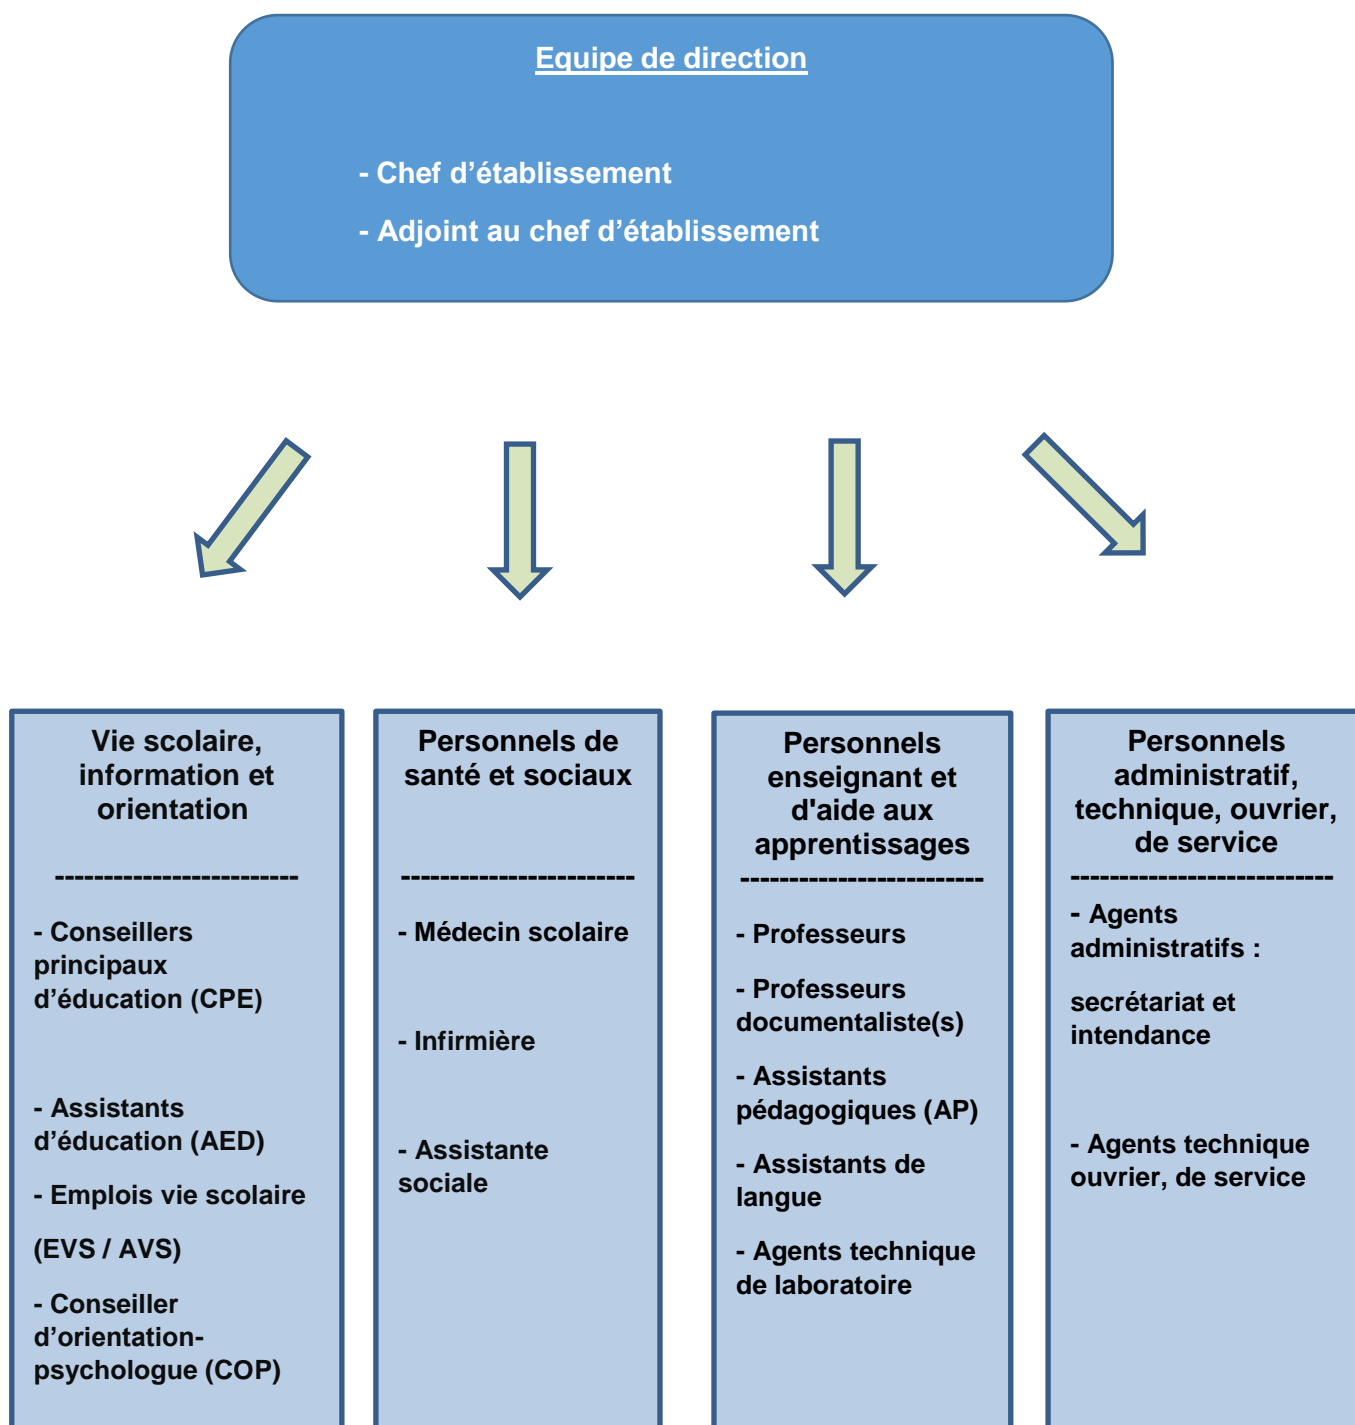 Equipe de direction
- Chef d’établissement
- Adjoint au chef d’établissement
Vie scolaire,
information et
orientation
-------------------------
- Conseillers
principaux
d’éducation (CPE)
- Assistants
d’éducation (AED)
- Emplois vie scolaire
(EVS / AVS)
- Conseiller
d’orientation-
psychologue (COP)
Personnels de
santé et sociaux
------------------------
- Médecin scolaire
- Infirmière
- Assistante
sociale
Personnels
enseignant et
d'aide aux
apprentissages
-------------------------
- Professeurs
- Professeurs
documentaliste(s)
- Assistants
pédagogiques (AP)
- Assistants de
langue
- Agents technique
de laboratoire
Personnels
administratif,
technique, ouvrier,
de service
---------------------------
- Agents
administratifs :
secrétariat et
intendance
- Agents technique
ouvrier, de service